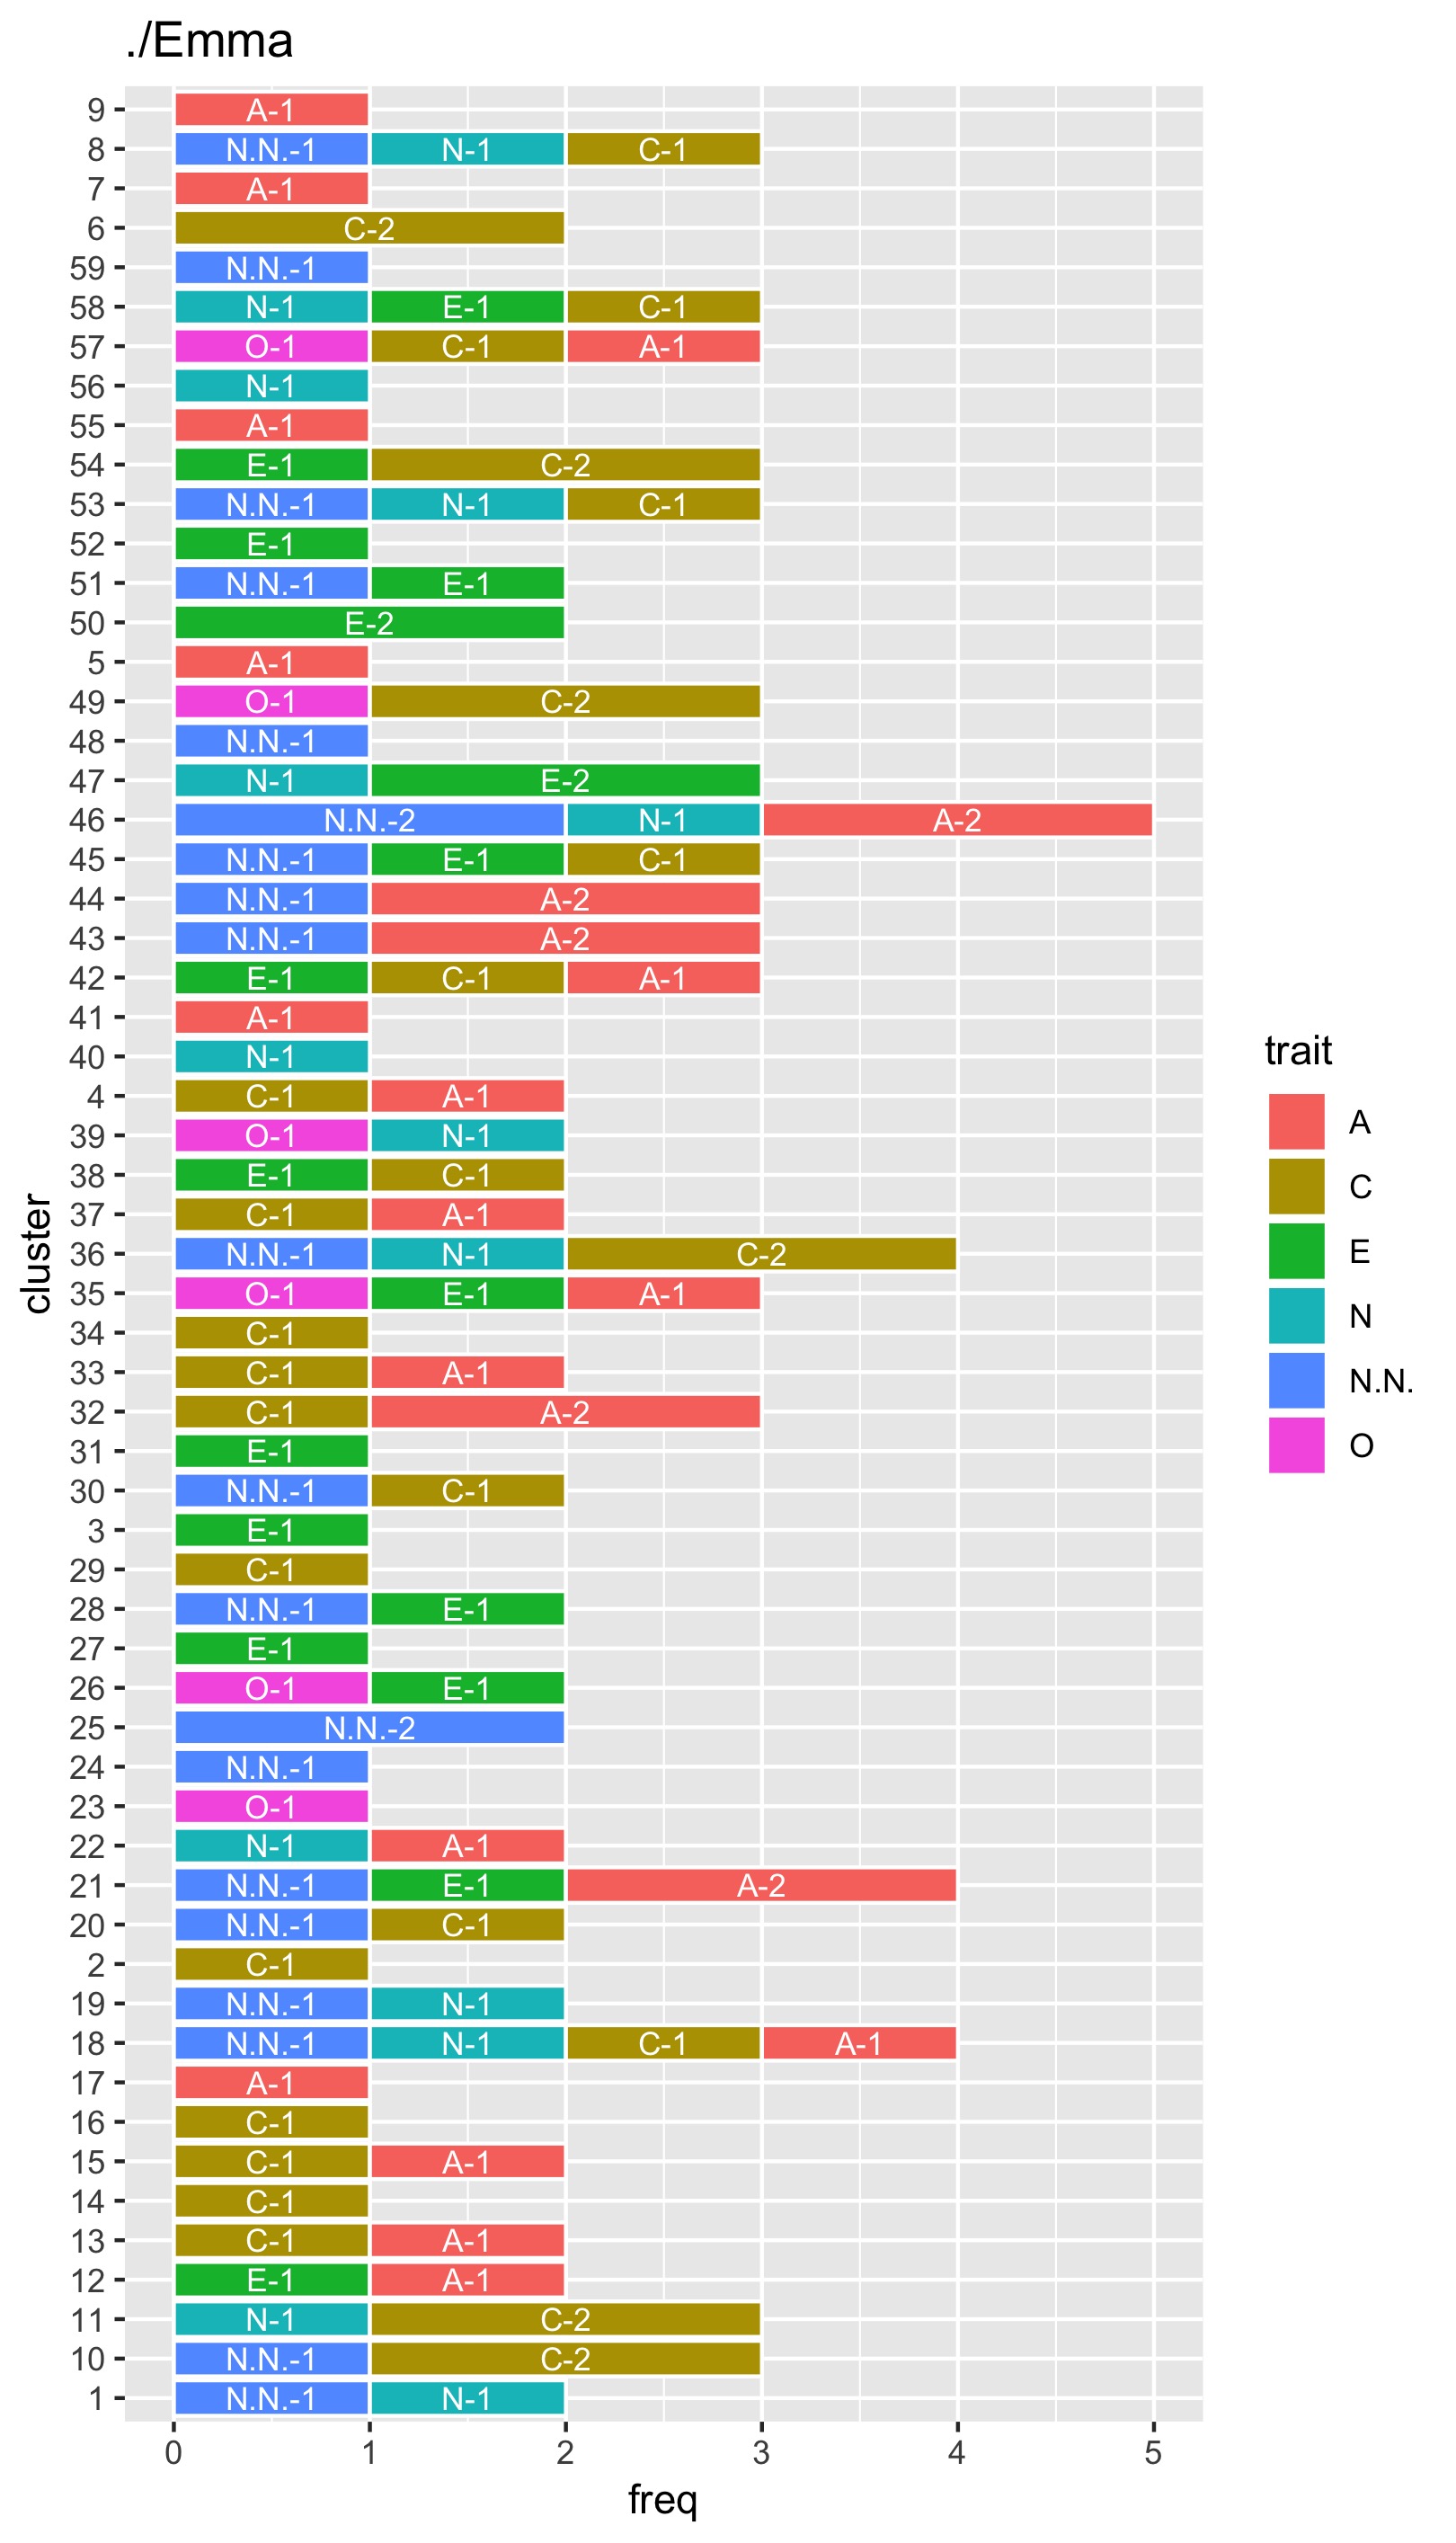 ./Emma
9 A-1
8 N.N.-1 N-1 C-1
7 A-1
6 C-2
59 N.N.-1
58 N-1 E-1 C-1
57 O-1 C-1 A-1
56 N-1
55 A-1
54 E-1 C-2
53 N.N.-1 N-1 C-1
52 E-1
51 N.N.-1 E-1
50 E-2
5 A-1
49 O-1 C-2
48 N.N.-1
47 N-1 E-2
46 N.N.-2 N-1 A-2
45 N.N.-1 E-1 C-1
44 N.N.-1 A-2
43 N.N.-1 A-2
42 E-1 C-1 A-1
41 A-1
40 N-1
4 C-1 A-1
39 O-1 N-1
38 E-1 C-1
37 C-1 A-1
36 N.N.-1 N-1 C-2
35 O-1 E-1 A-1
34 C-1
33 C-1 A-1
32 C-1 A-2
31 E-1
30 N.N.-1 C-1
3 E-1
29 C-1
28 N.N.-1 E-1
27 E-1
26 O-1 E-1
25 N.N.-2
24 N.N.-1
23 O-1
22 N-1 A-1
21 N.N.-1 E-1 A-2
20 N.N.-1 C-1
2 C-1
19 N.N.-1 N-1
18 N.N.-1 N-1 C-1 A-1
17 A-1
16 C-1
15 C-1 A-1
14 C-1
13 C-1 A-1
12 E-1 A-1
11 N-1 C-2
10 N.N.-1 C-2
1 N.N.-1 N-1
0 1 2 3 4 5
freq
cluster
trait
A
C
E
N
N.N.
O